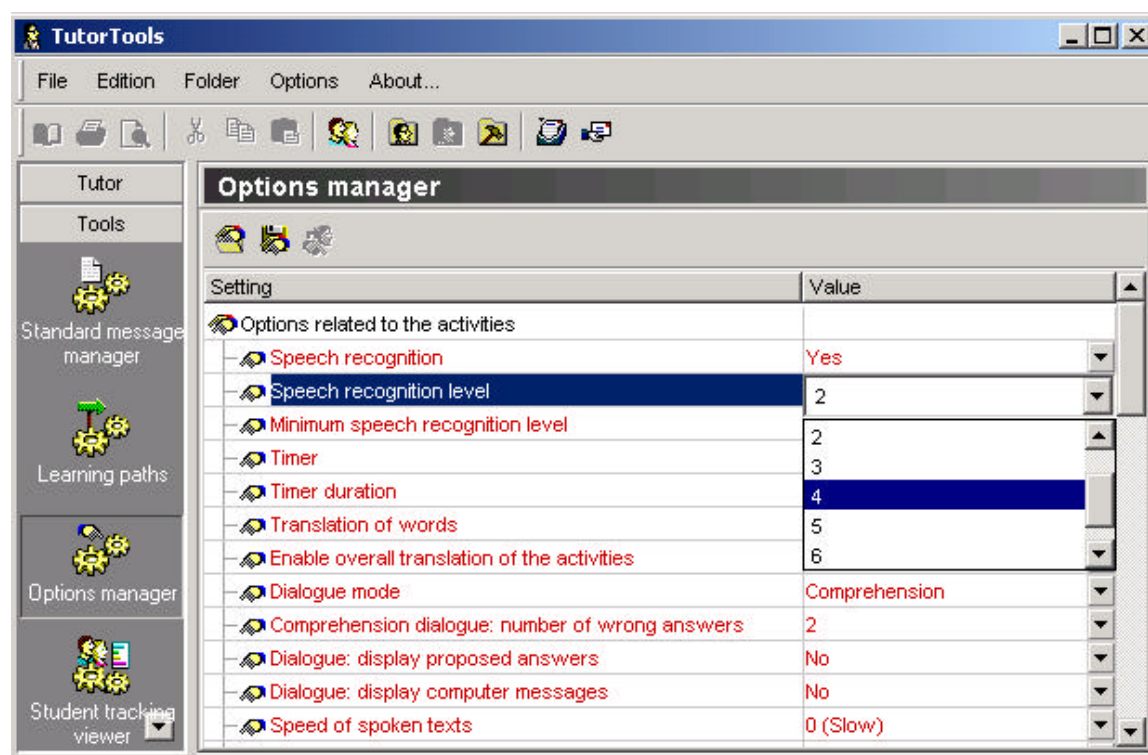 TutorTools
File Edition Folder Options About...
Tutor
Tools
Standard message
manager
Learning paths
Options manager
Student tracking
viewer
Options manager
Setting Value
Options related to the activities
Speech recognition Yes
Speech recognition level 2
Minimum speech recognition level
2
Timer
3
Timer duration
4
Translation of words
5
Enable overall translation of the activities
6
Dialogue mode Comprehension
Comprehension dialogue: number of wrong answers 2
Dialogue: display proposed answers No
Dialogue: display computer messages No
Speed of spoken texts 0 (Slow)